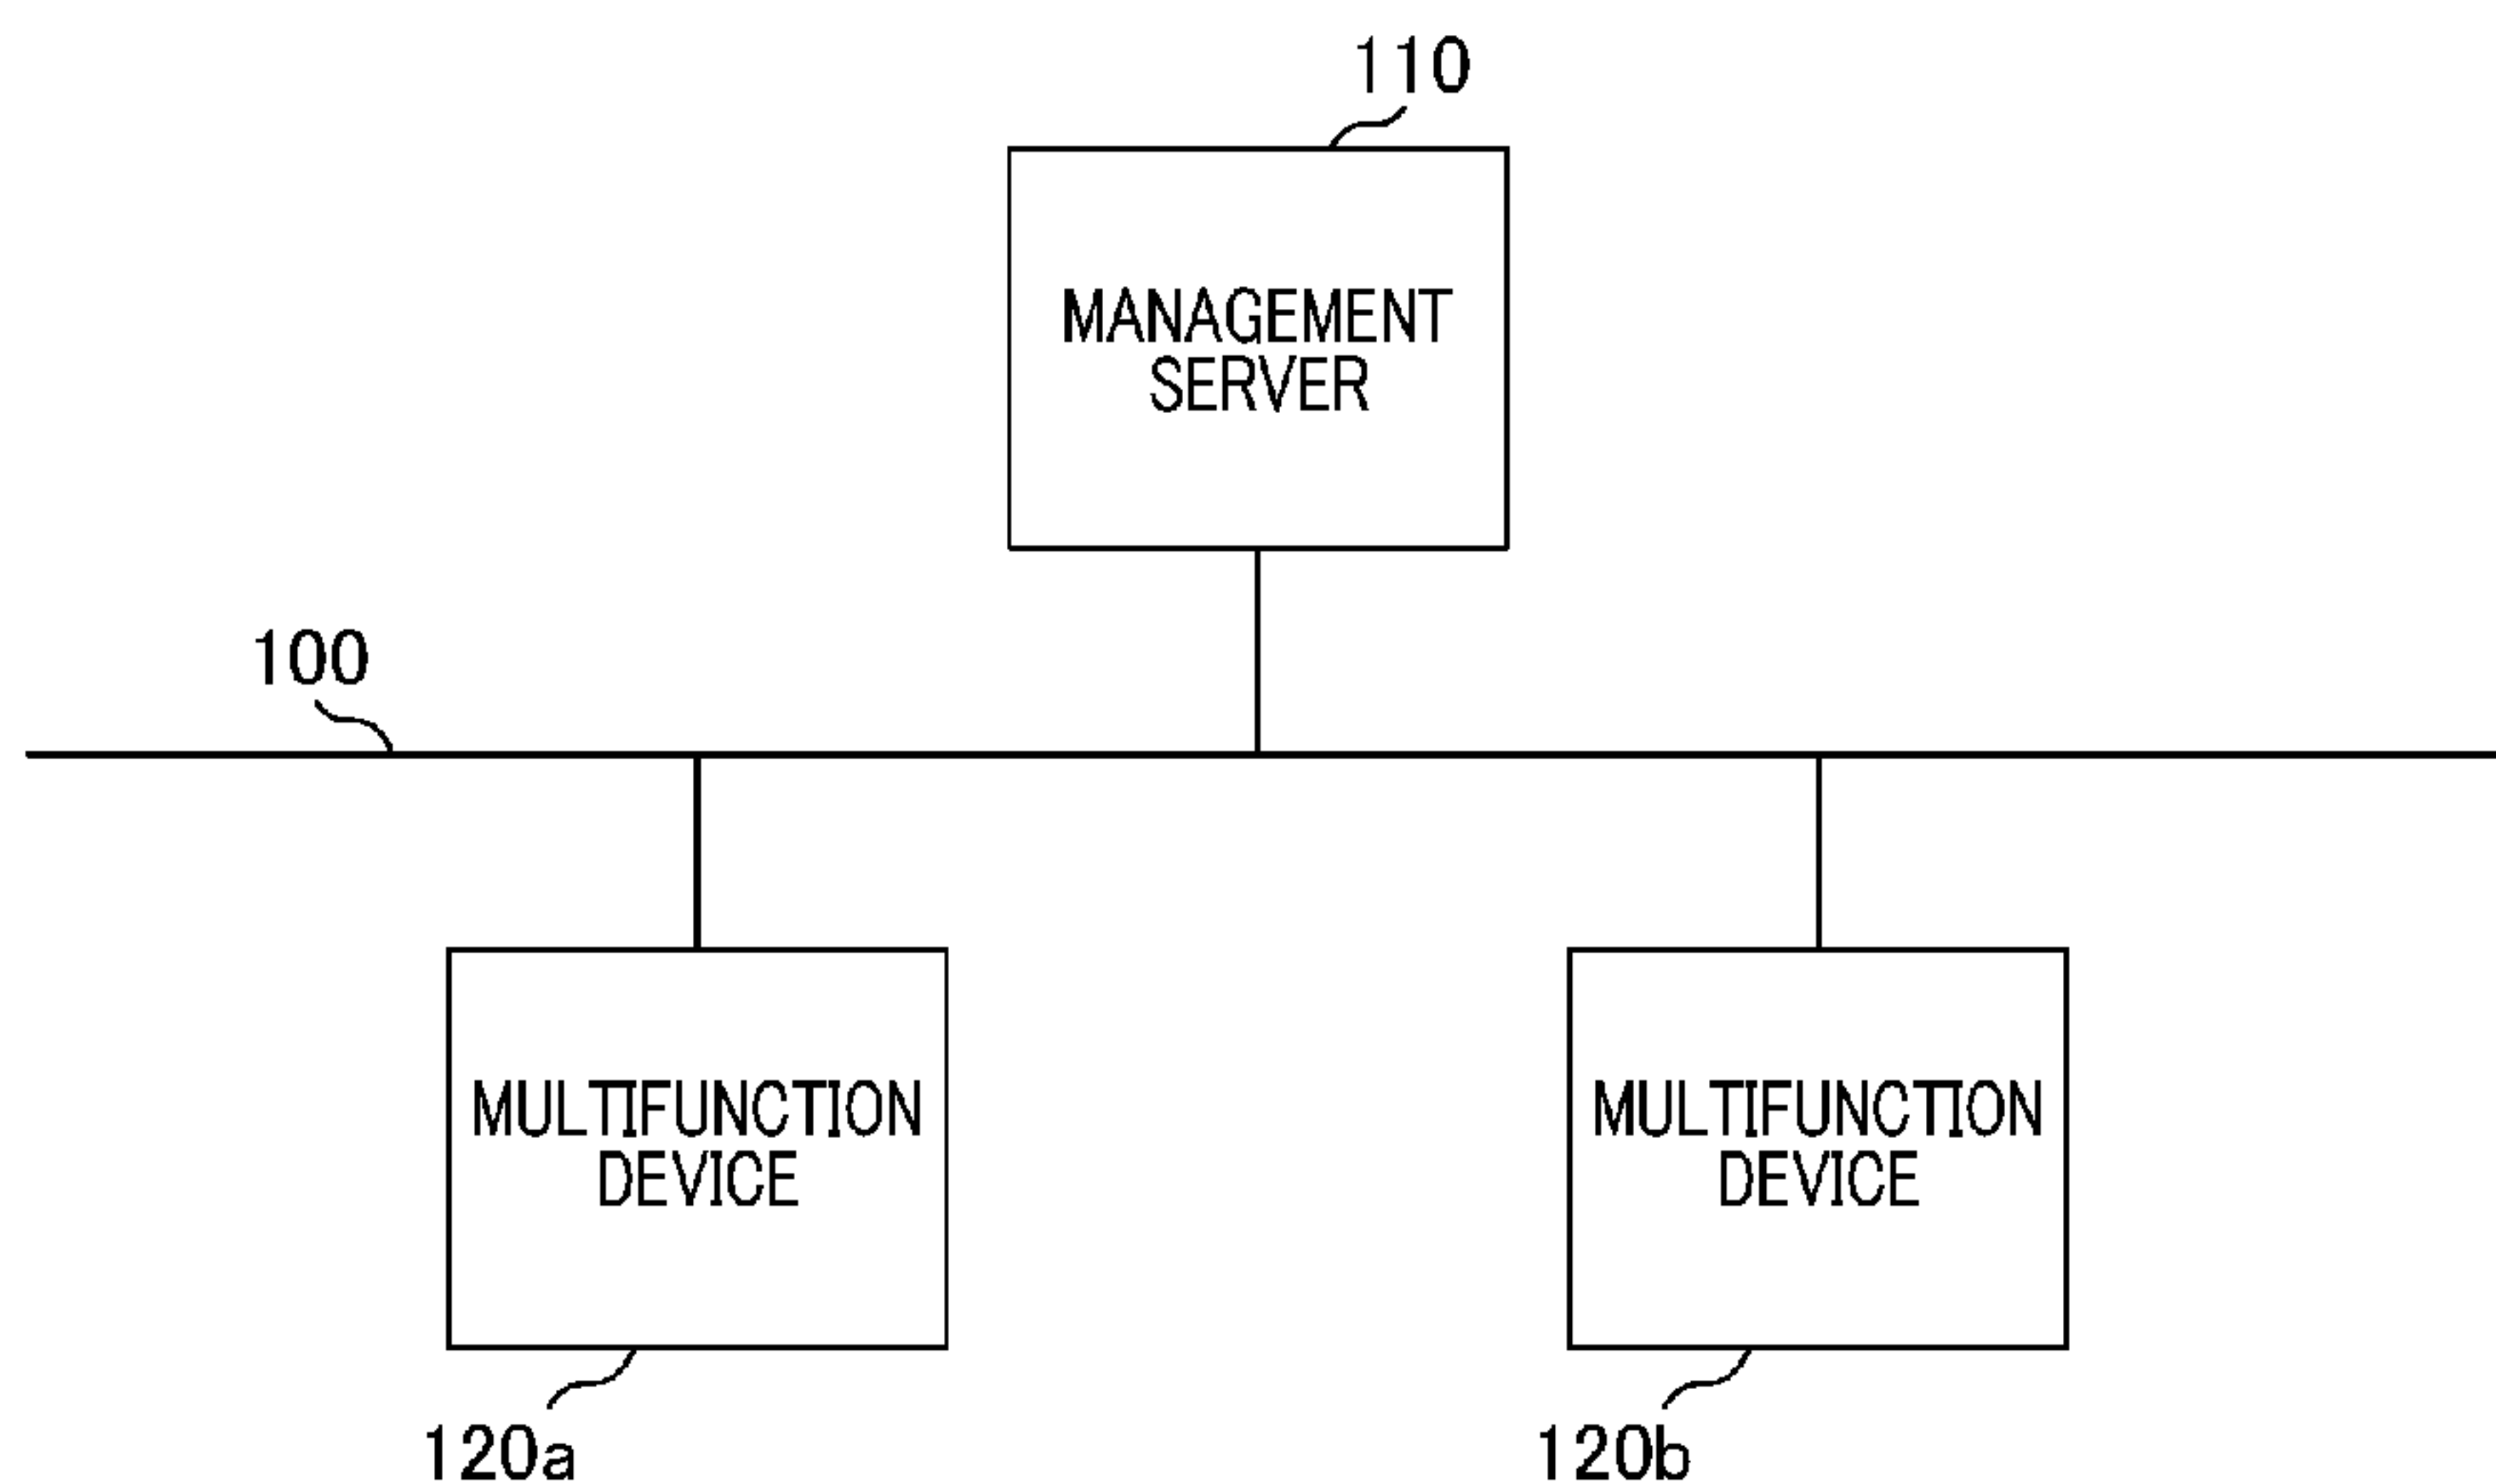 110
MANAGEMENT
SERVER
100
MULTIFUNCTION
DEVICE
MULTIFUNCTION
DEVICE
120a
120b